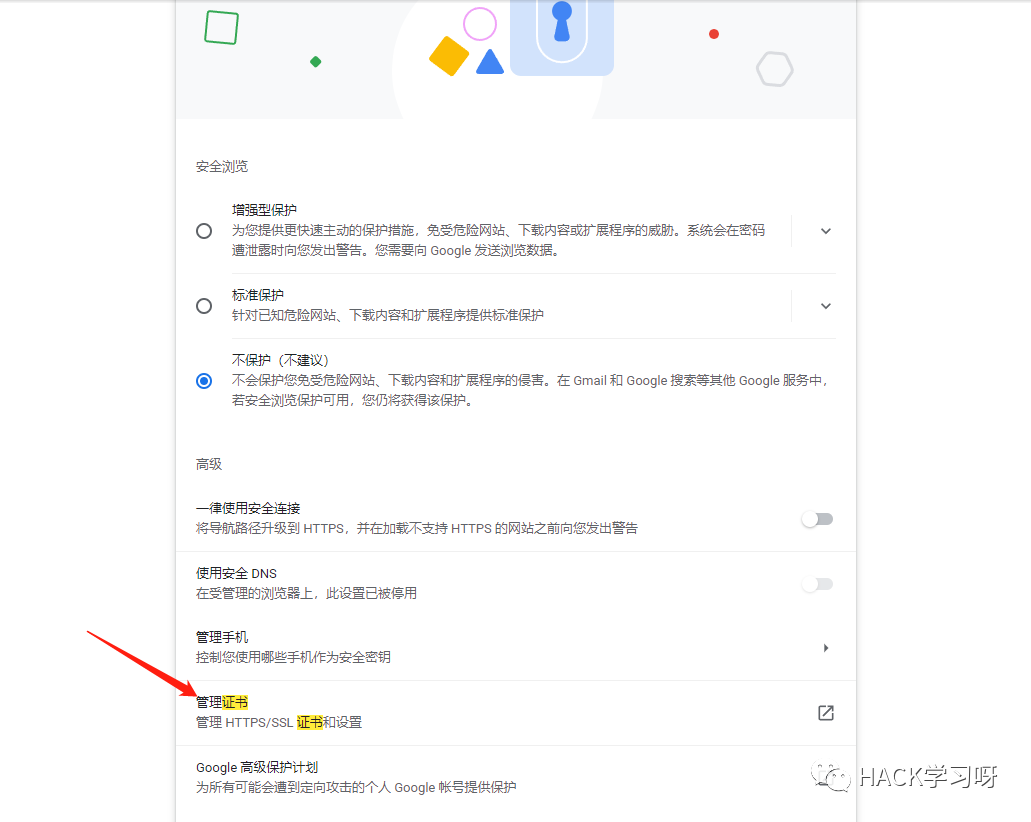 安全浏览
增强型保护
为您提供更快速主动的保护措施，免受危险网站、下载内容或扩展程序的威胁。系统会在密码
遭泄露时向您发出警告。您需要向 Google 发送浏览数据。
标准保护
针对已知危险网站、下载内容和扩展程序提供标准保护
不保护（不建议）
不会保护您免受危险网站、下载内容和扩展程序的侵害。在 Gmail 和 Google 搜索等其他 Google 服务中，
若安全浏览保护可用，您仍将获得该保护。
高级
一律使用安全连接
将导航路径升级到 HTTPS，并在加载不支持 HTTPS 的网站之前向您发出警告
使用安全 DNS
在受管理的浏览器上，此设置已被停用
管理手机
控制您使用哪些手机作为安全密钥
管理证书
管理 HTTPS/SSL 证书和设置
Google 高级保护计划
为所有可能会遭到定向攻击的个人 Google 帐号提供保护
HACK学习呀